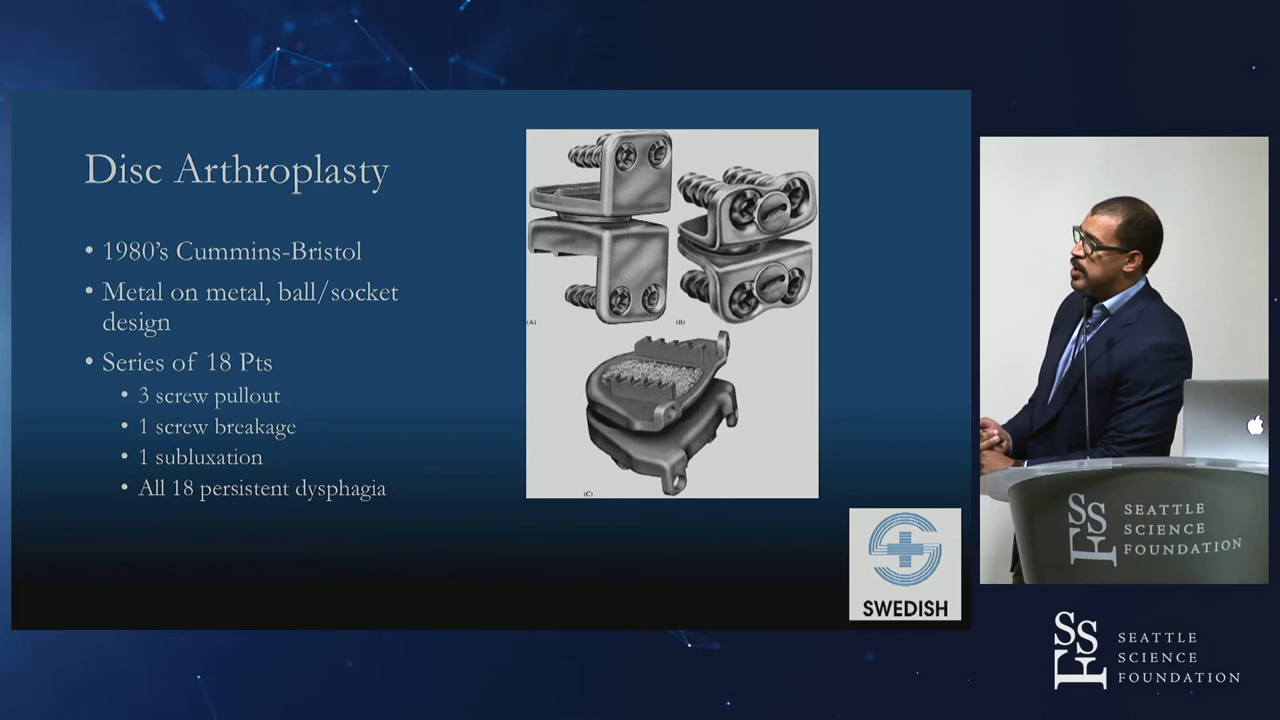 Disc Arthroplasty
• 1980's Cummins-Bristol
• Metal on metal, ball/socket
design
• Series of 18 Pts
• 3 screw pullout
• 1 screw breakage
• 1 subluxation
• All 18 persistent dysphagia
(A)
(B)
(C)
SWEDISH
SSF
SEATTLE
SCIENCE
FOUNDATION
SSF
SEATTLE
SCIENCE
FOUNDATION